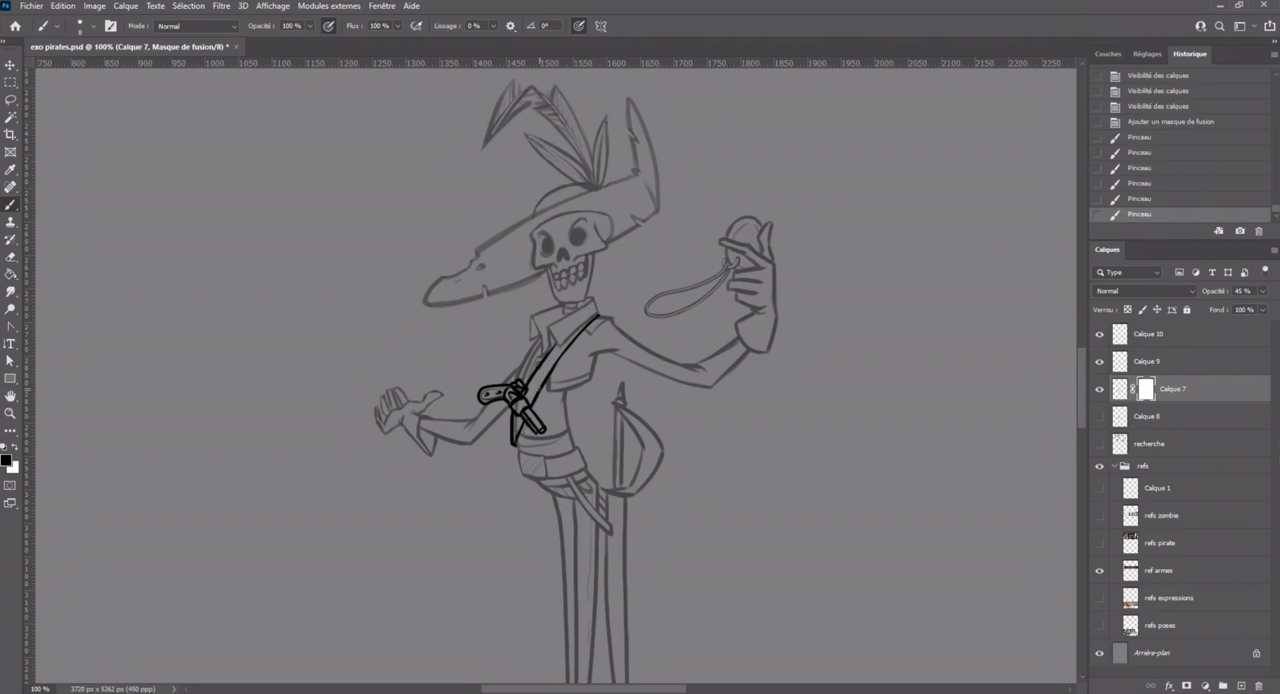 Ps Fichier Edition Image Calque Texte Sélection Filtre 3D Affichage Modules externes Fenêtre Aide
Mode : Normal Opacité : 100 % Flux : 100 % Lissage : 0 % 0°
exo pirates.psd @ 100% (Calque 7, Masque de fusion/8) * ×
Couches Réglages Historique
750 800 850 900 950 1000 1050 1100 1150 1200 1250 1300 1350 1400 1450 1500 1550 1600 1650 1700 1750 1800 1850 1900 1950 2000 2050 2100 2150 2200 2250
Visibilité des calques
Visibilité des calques
Visibilité des calques
Ajouter un masque de fusion
Pinceau
Pinceau
Pinceau
Pinceau
Pinceau
Pinceau
Calques
Type
Normal Opacité : 45 %
Verrou : Fond : 100 %
Calque 10
Calque 9
Calque 7
Calque 8
recherche
refs
Calque 1
refs zombie
refs pirate
ref armes
refs expressions
refs poses
Arrière-plan
100 % 3720 px x 5262 px (450 ppp)